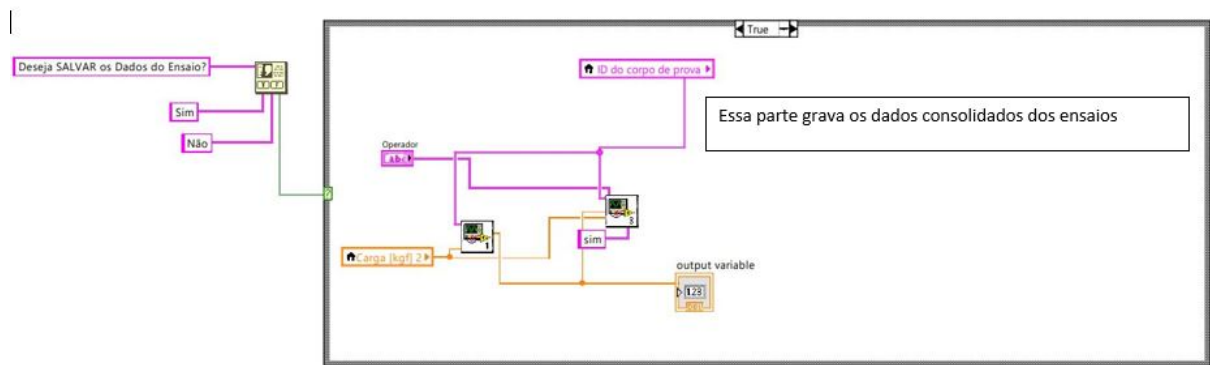 True
Deseja SALVAR os Dados do Ensaio?
Sim
Não
ID do corpo de prova
Essa parte grava os dados consolidados dos ensaios
Operador
abc
1
sim
Carga [kgf] 2
output variable
123